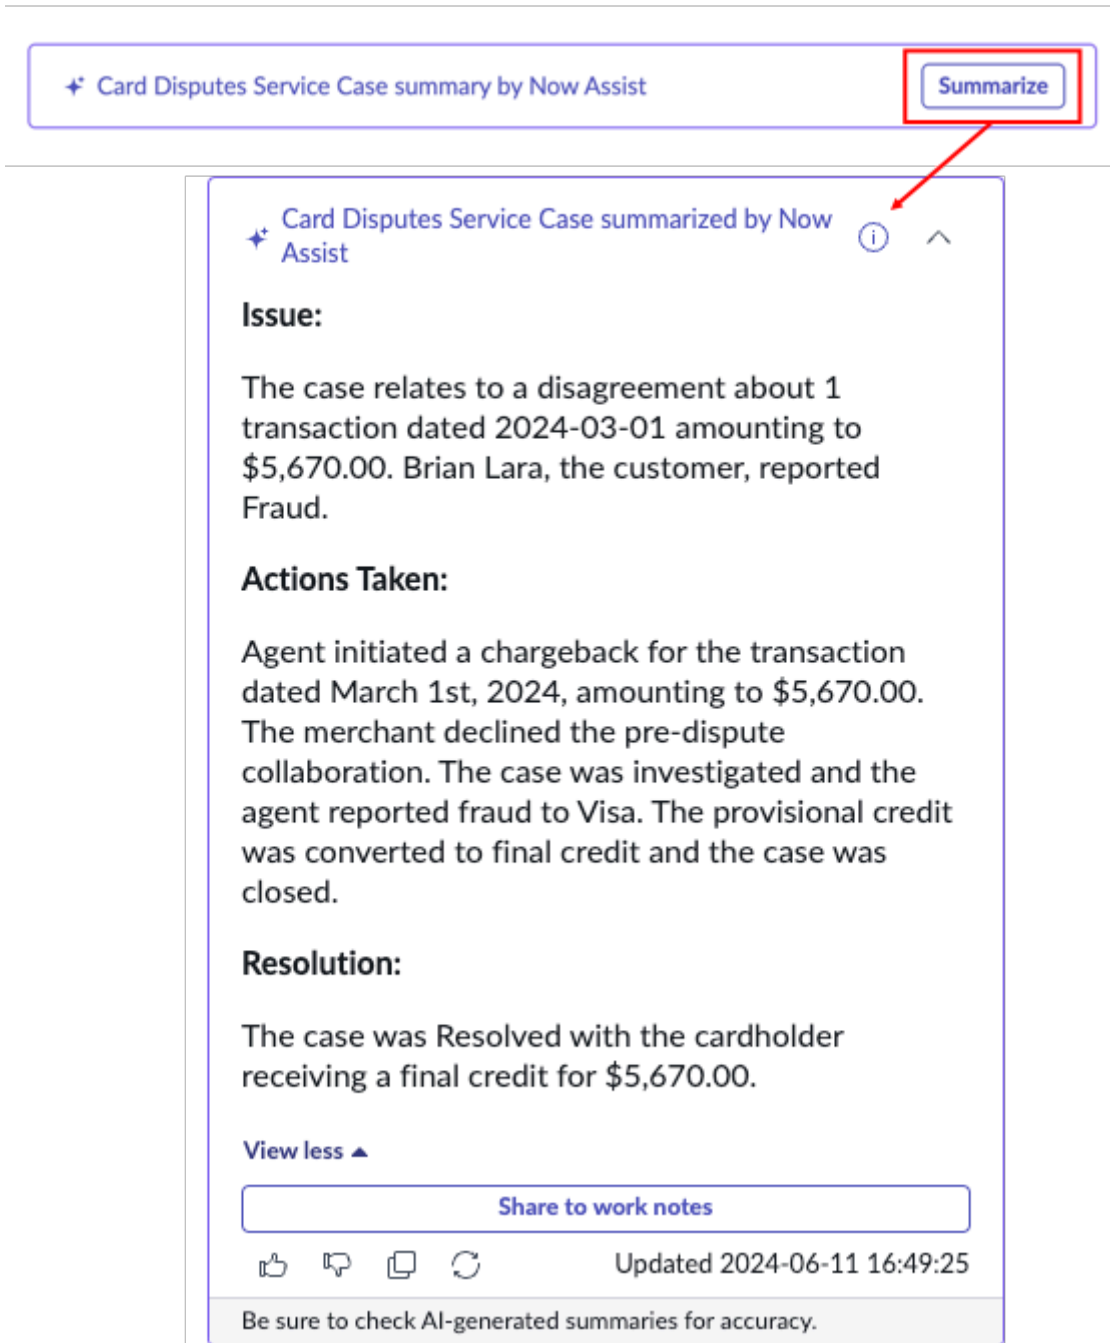 Card Disputes Service Case summary by Now Assist
Summarize
Card Disputes Service Case summarized by Now
Assist
Issue:
The case relates to a disagreement about 1
transaction dated 2024-03-01 amounting to
$5,670.00. Brian Lara, the customer, reported
Fraud.
Actions Taken:
Agent initiated a chargeback for the transaction
dated March 1st, 2024, amounting to $5,670.00.
The merchant declined the pre-dispute
collaboration. The case was investigated and the
agent reported fraud to Visa. The provisional credit
was converted to final credit and the case was
closed.
Resolution:
The case was Resolved with the cardholder
receiving a final credit for $5,670.00.
View less
Share to work notes
Updated 2024-06-11 16:49:25
Be sure to check AI-generated summaries for accuracy.